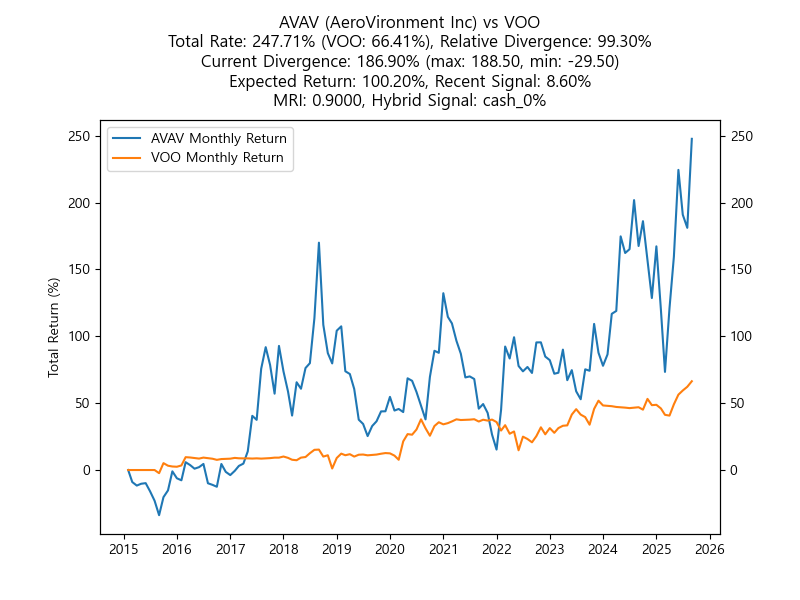 AVAV (AeroVironment Inc) vs VOO
Total Rate: 247.71% (VOO: 66.41%), Relative Divergence: 99.30%
Current Divergence: 186.90% (max: 188.50, min: -29.50)
Expected Return: 100.20%, Recent Signal: 8.60%
MRI: 0.9000, Hybrid Signal: cash_0%
AVAV Monthly Return
VOO Monthly Return
Total Return (%)
250
200
150
100
50
0
250
200
150
100
50
0
2015 2016 2017 2018 2019 2020 2021 2022 2023 2024 2025 2026